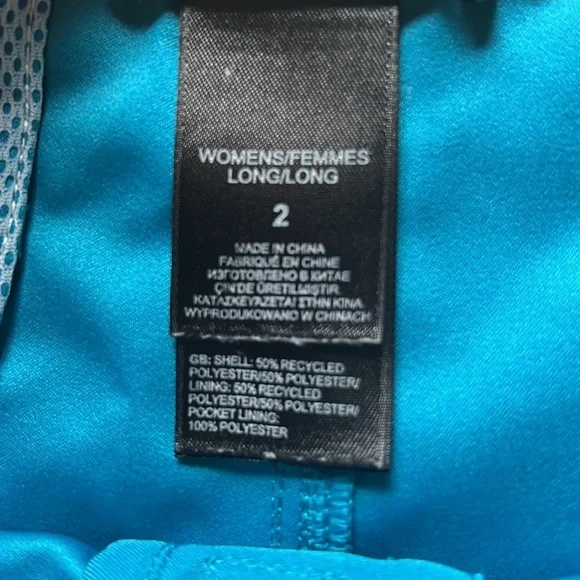 WOMENS/FEMMES
LONG/LONG
2
MADE IN CHINA
FABRIQUÉ EN CHINE
ИЗГОТОВЛЕНО В КИТАЕ
ÇIN'DE ÜRETILMIŞTIR
ΚΑΤΑΣΚΕΥΑΖΕΤΑΙ ΣΤΗΝ ΚΙΝΑ
WYPRODUKOWANO W CHINACH
GB: SHELL: 50% RECYCLED
POLYESTER/50% POLYESTER/
LINING: 50% RECYCLED
POLYESTER/50% POLYESTER/
POCKET LINING:
100% POLYESTER